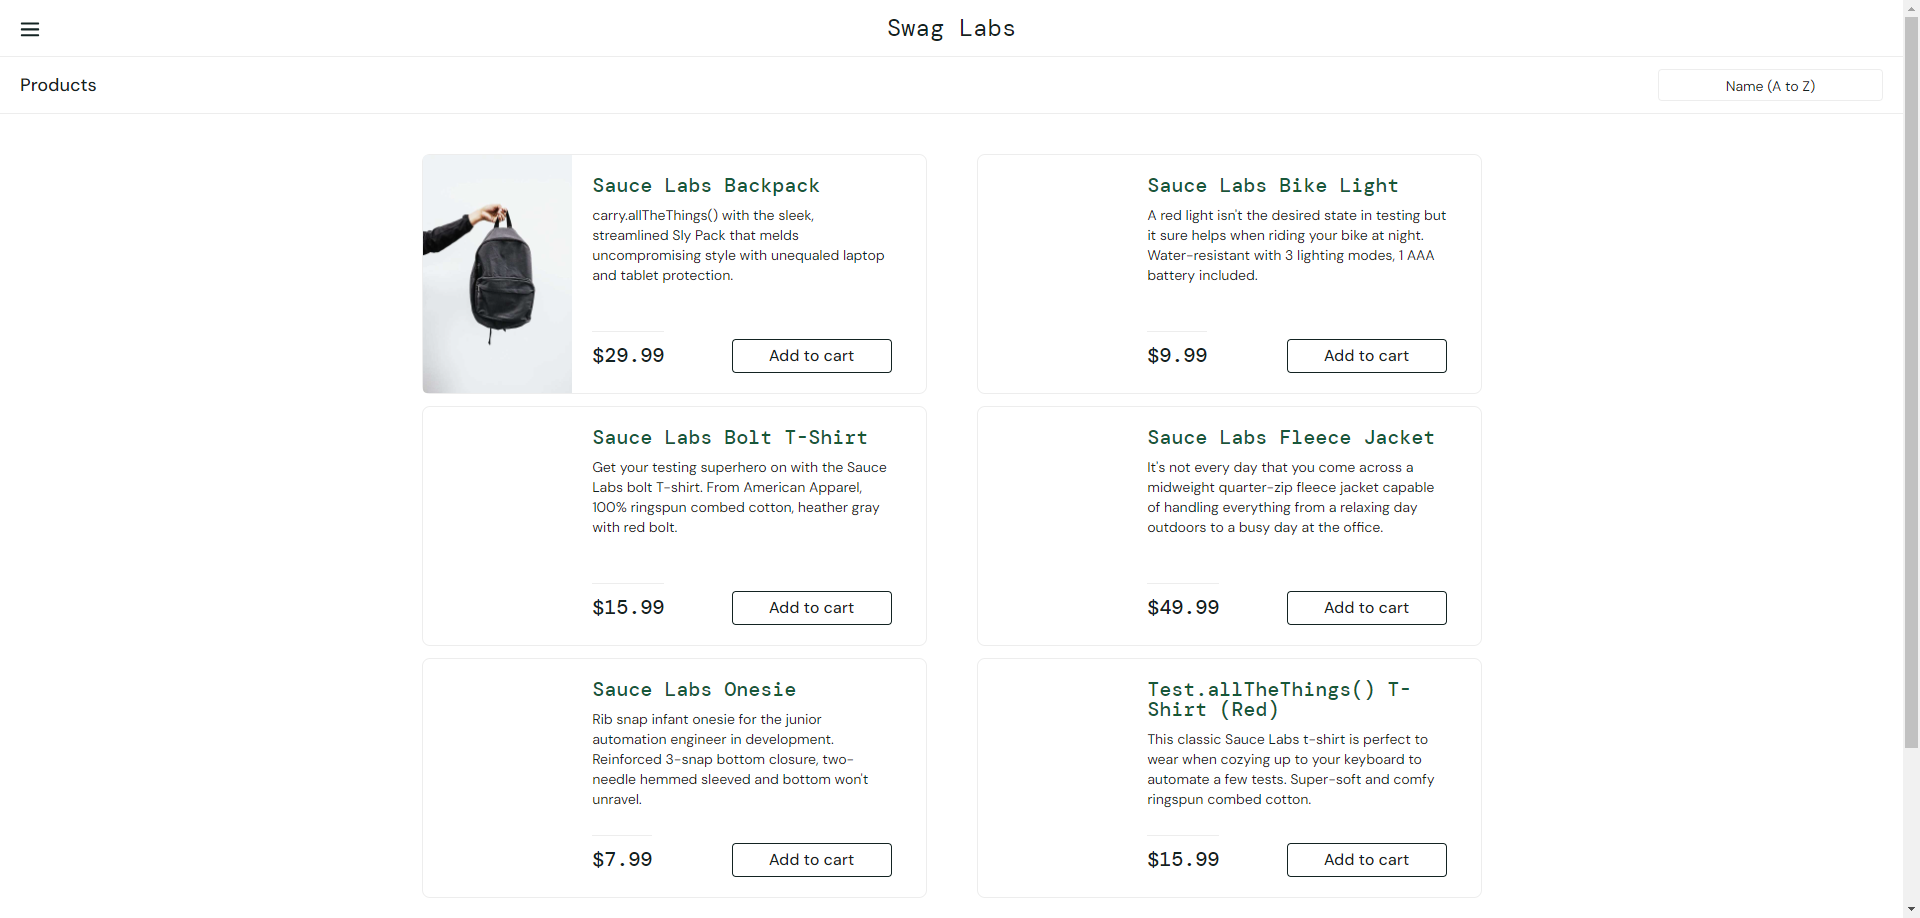 Swag Labs
Products
Name (A to Z)
Sauce Labs Backpack
carry.allTheThings() with the sleek,
streamlined Sly Pack that melds
uncompromising style with unequaled laptop
and tablet protection.
$29.99
Add to cart
Sauce Labs Bike Light
A red light isn't the desired state in testing but
it sure helps when riding your bike at night.
Water-resistant with 3 lighting modes, 1 AAA
battery included.
$9.99
Add to cart
Sauce Labs Bolt T-Shirt
Get your testing superhero on with the Sauce
Labs bolt T-shirt. From American Apparel,
100% ringspun combed cotton, heather gray
with red bolt.
$15.99
Add to cart
Sauce Labs Fleece Jacket
It's not every day that you come across a
midweight quarter-zip fleece jacket capable
of handling everything from a relaxing day
outdoors to a busy day at the office.
$49.99
Add to cart
Sauce Labs Onesie
Rib snap infant onesie for the junior
automation engineer in development.
Reinforced 3-snap bottom closure, two-
needle hemmed sleeved and bottom won't
unravel.
$7.99
Add to cart
Test.allTheThings() T-
Shirt (Red)
This classic Sauce Labs t-shirt is perfect to
wear when cozying up to your keyboard to
automate a few tests. Super-soft and comfy
ringspun combed cotton.
$15.99
Add to cart